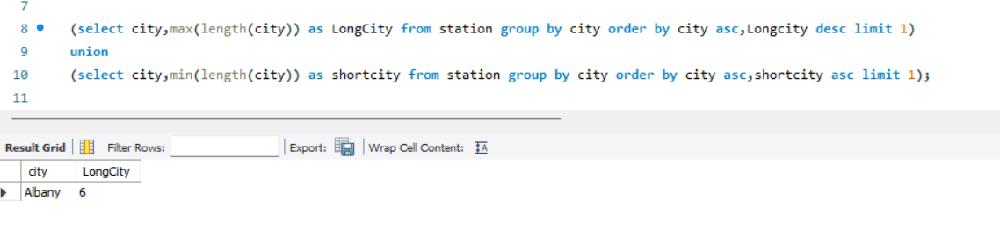 7
8 (select city,max(length(city)) as LongCity from station group by city order by city asc,Longcity desc limit 1)
9 union
10 (select city,min(length(city)) as shortcity from station group by city order by city asc,shortcity asc limit 1);
11
Result Grid Filter Rows: Export: Wrap Cell Content: IA
city LongCity
Albany 6